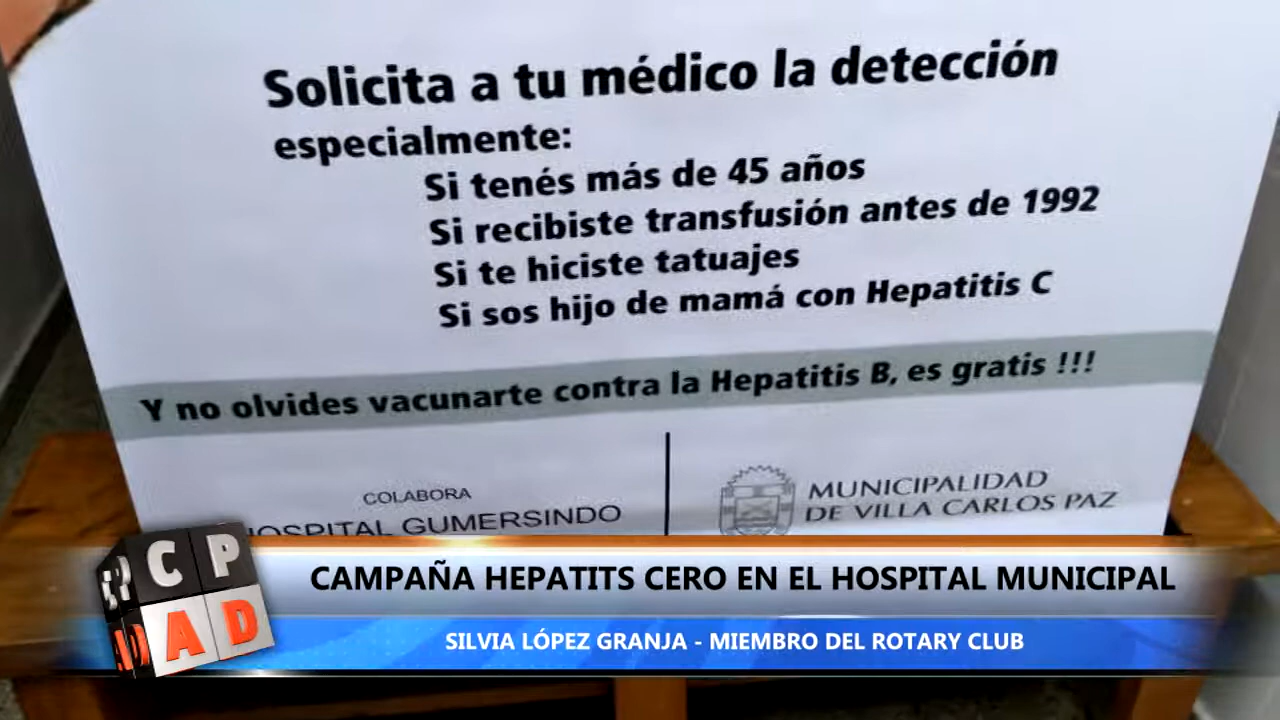 Solicita a tu médico la detección
especialmente:
Si tenés más de 45 años
Si recibiste transfusión antes de 1992
Si te hiciste tatuajes
Si sos hijo de mamá con Hepatitis C
Y no olvides vacunarte contra la Hepatitis B, es gratis !!!
COLABORA
HOSPITAL GUMERSINDO
MUNICIPALIDAD
DE VILLA CARLOS PAZ
CP
AD
CAMPAÑA HEPATITS CERO EN EL HOSPITAL MUNICIPAL
SILVIA LÓPEZ GRANJA - MIEMBRO DEL ROTARY CLUB